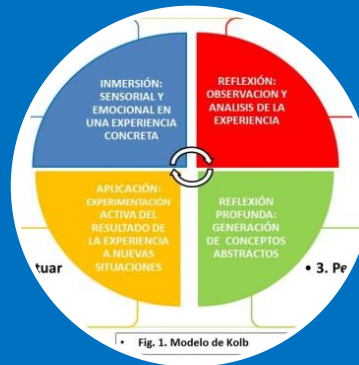 INMERSIÓN:
SENSORIAL Y
EMOCIONAL EN
UNA EXPERIENCIA
CONCRETA
REFLEXIÓN:
OBSERVACION Y
ANALISIS DE LA
EXPERIENCIA
APLICACIÓN:
EXPERIMENTACIÓN
ACTIVA DEL
RESULTADO DE
LA EXPERIENCIA
A NUEVAS
SITUACIONES
REFLEXIÓN
PROFUNDA:
GENERACIÓN
DE CONCEPTOS
ABSTRACTOS
tuar
• 3. Pe
• Fig. 1. Modelo de Kolb